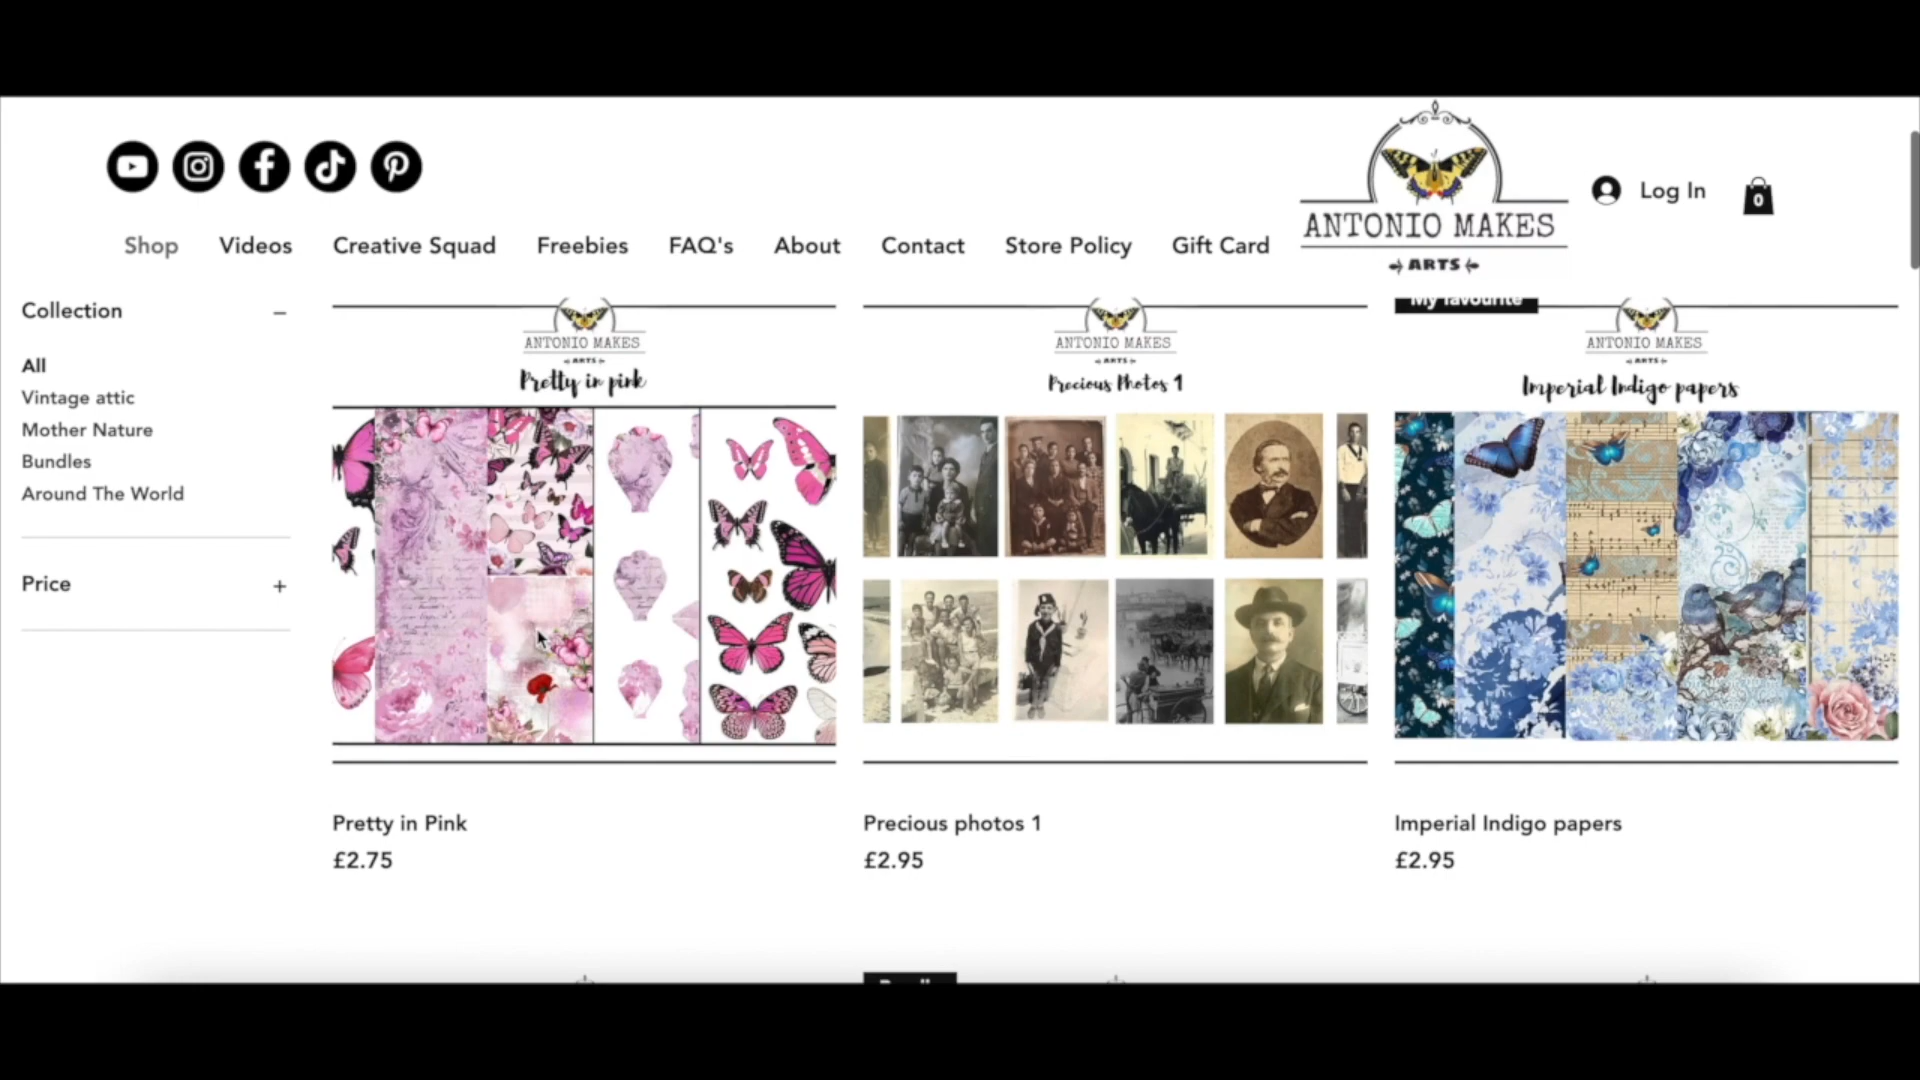 ANTONIO MAKES
ARTS
Log In
0
Shop Videos Creative Squad Freebies FAQ's About Contact Store Policy Gift Card
Collection
–
All
Vintage attic
Mother Nature
Bundles
Around The World
Price
+
ANTONIO MAKES
ARTS
Pretty in pink
Pretty in Pink
£2.75
ANTONIO MAKES
ARTS
Precious Photos 1
Precious photos 1
£2.95
My favourite
ANTONIO MAKES
ARTS
Imperial Indigo papers
Imperial Indigo papers
£2.95